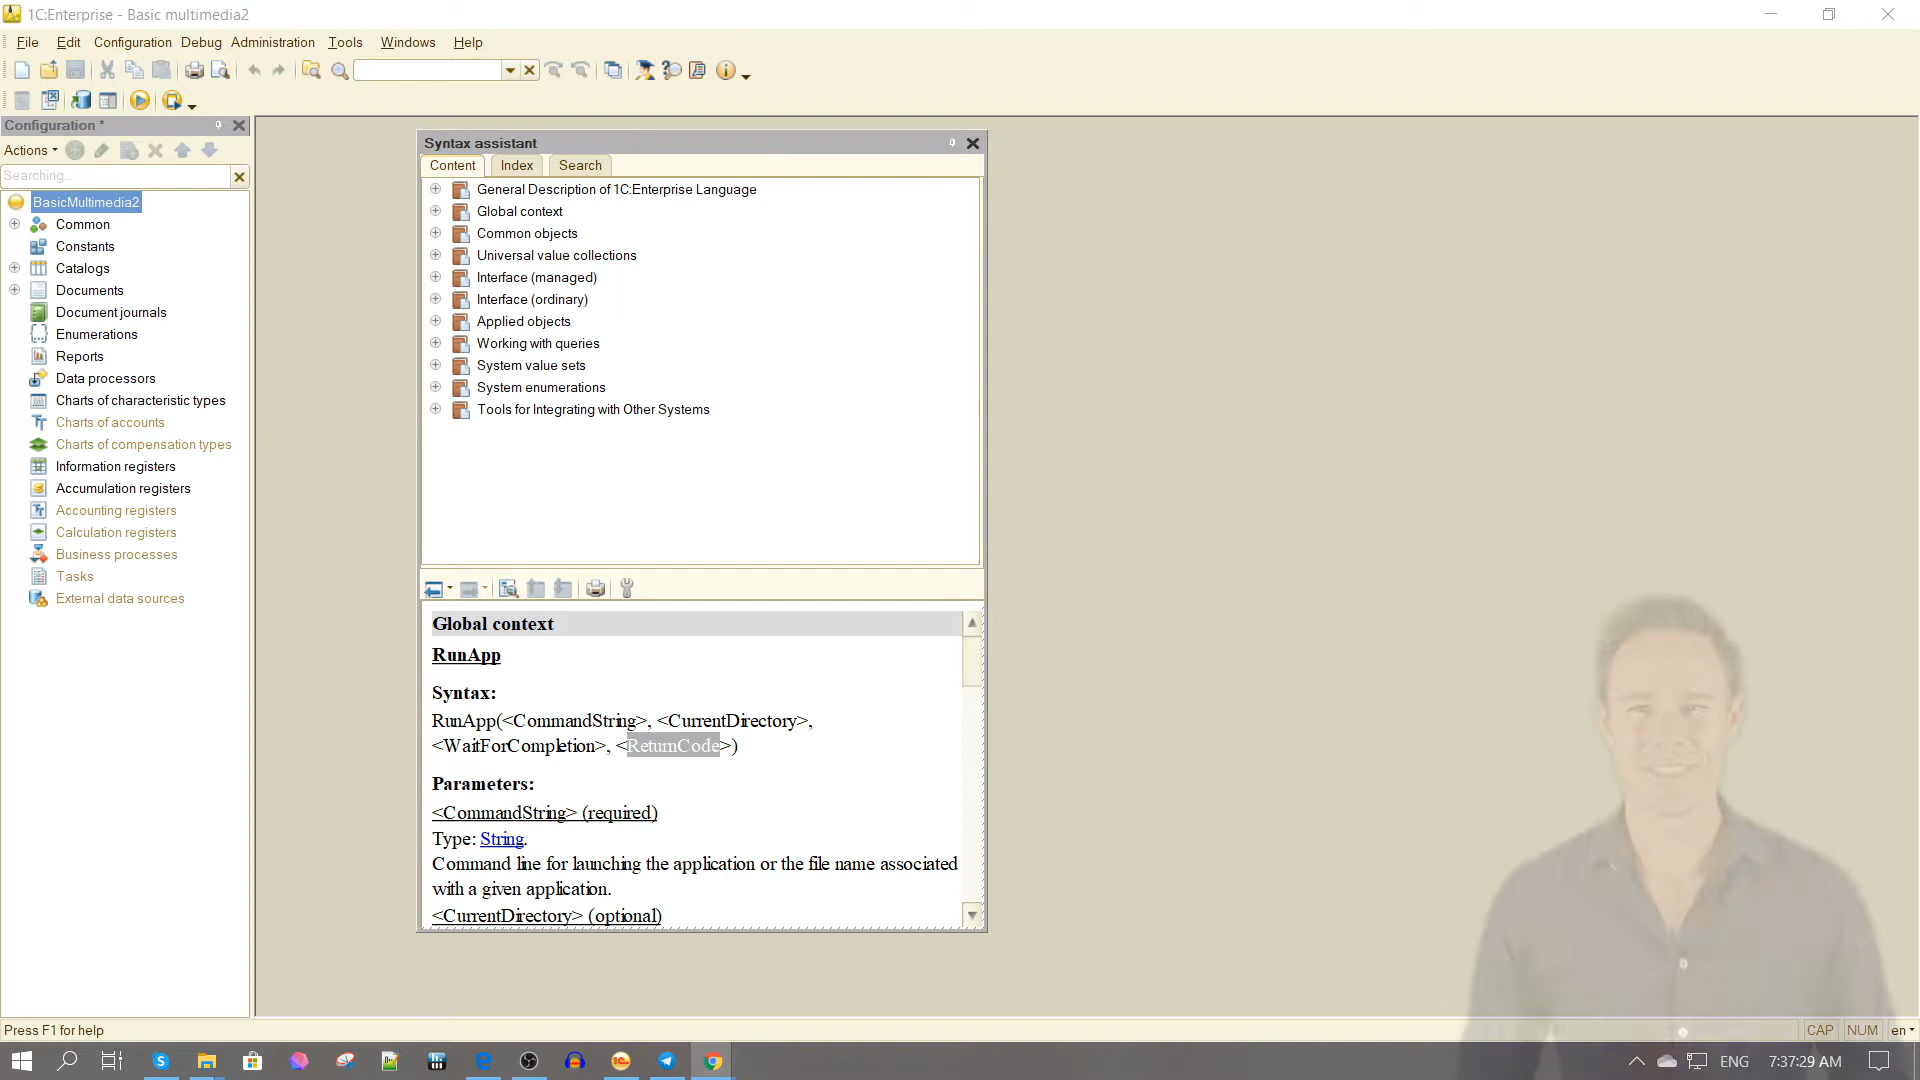 1C:Enterprise - Basic multimedia2
File Edit Configuration Debug Administration Tools Windows Help
Configuration *
Actions
Searching...
BasicMultimedia2
Common
Constants
Catalogs
Documents
Document journals
Enumerations
Reports
Data processors
Charts of characteristic types
Charts of accounts
Charts of compensation types
Information registers
Accumulation registers
Accounting registers
Calculation registers
Business processes
Tasks
External data sources
Syntax assistant
Content Index Search
General Description of 1C:Enterprise Language
Global context
Common objects
Universal value collections
Interface (managed)
Interface (ordinary)
Applied objects
Working with queries
System value sets
System enumerations
Tools for Integrating with Other Systems
Global context
RunApp
Syntax:
RunApp(<CommandString>, <CurrentDirectory>,
<WaitForCompletion>, <ReturnCode>)
Parameters:
<CommandString> (required)
Type: String.
Command line for launching the application or the file name associated
with a given application.
<CurrentDirectory> (optional)
Press F1 for help
CAP NUM en
ENG 7:37:29 AM